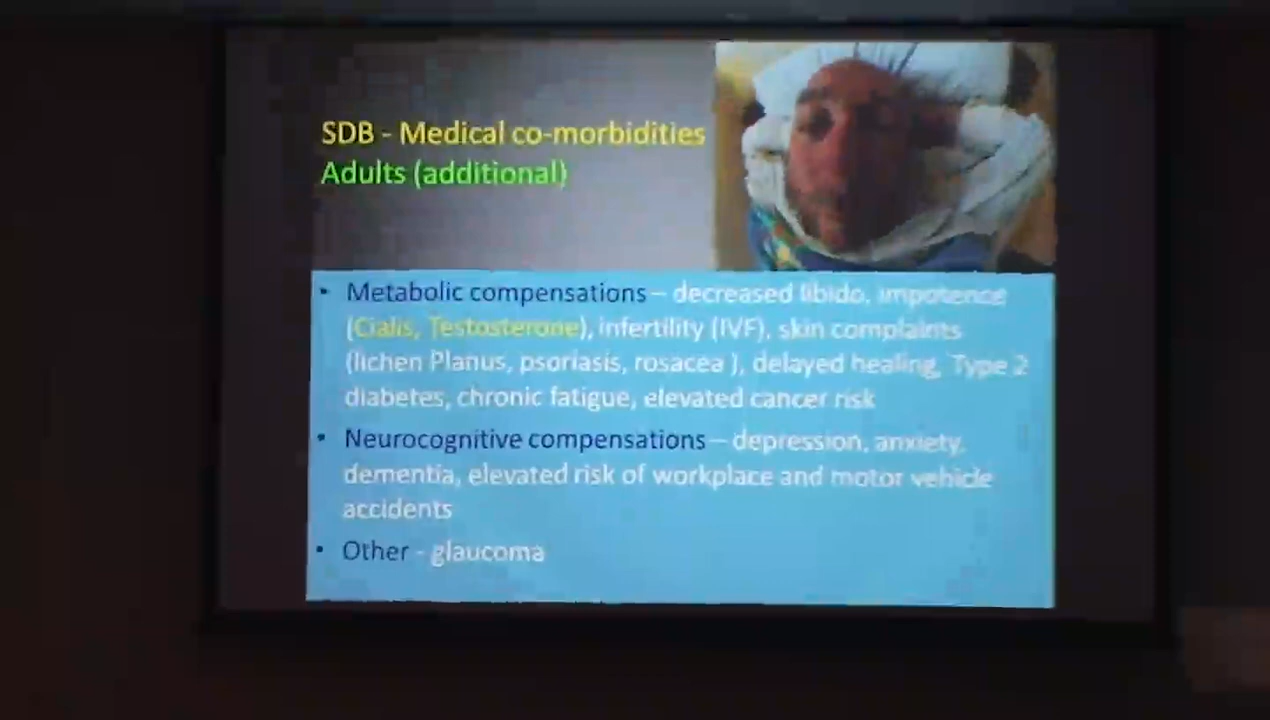 SDB - Medical co-morbidities
Adults (additional)
• Metabolic compensations – decreased libido, impotence
(Cialis, Testosterone), infertility (IVF), skin complaints
(lichen Planus, psoriasis, rosacea ), delayed healing, Type 2
diabetes, chronic fatigue, elevated cancer risk
• Neurocognitive compensations – depression, anxiety,
dementia, elevated risk of workplace and motor vehicle
accidents
• Other - glaucoma